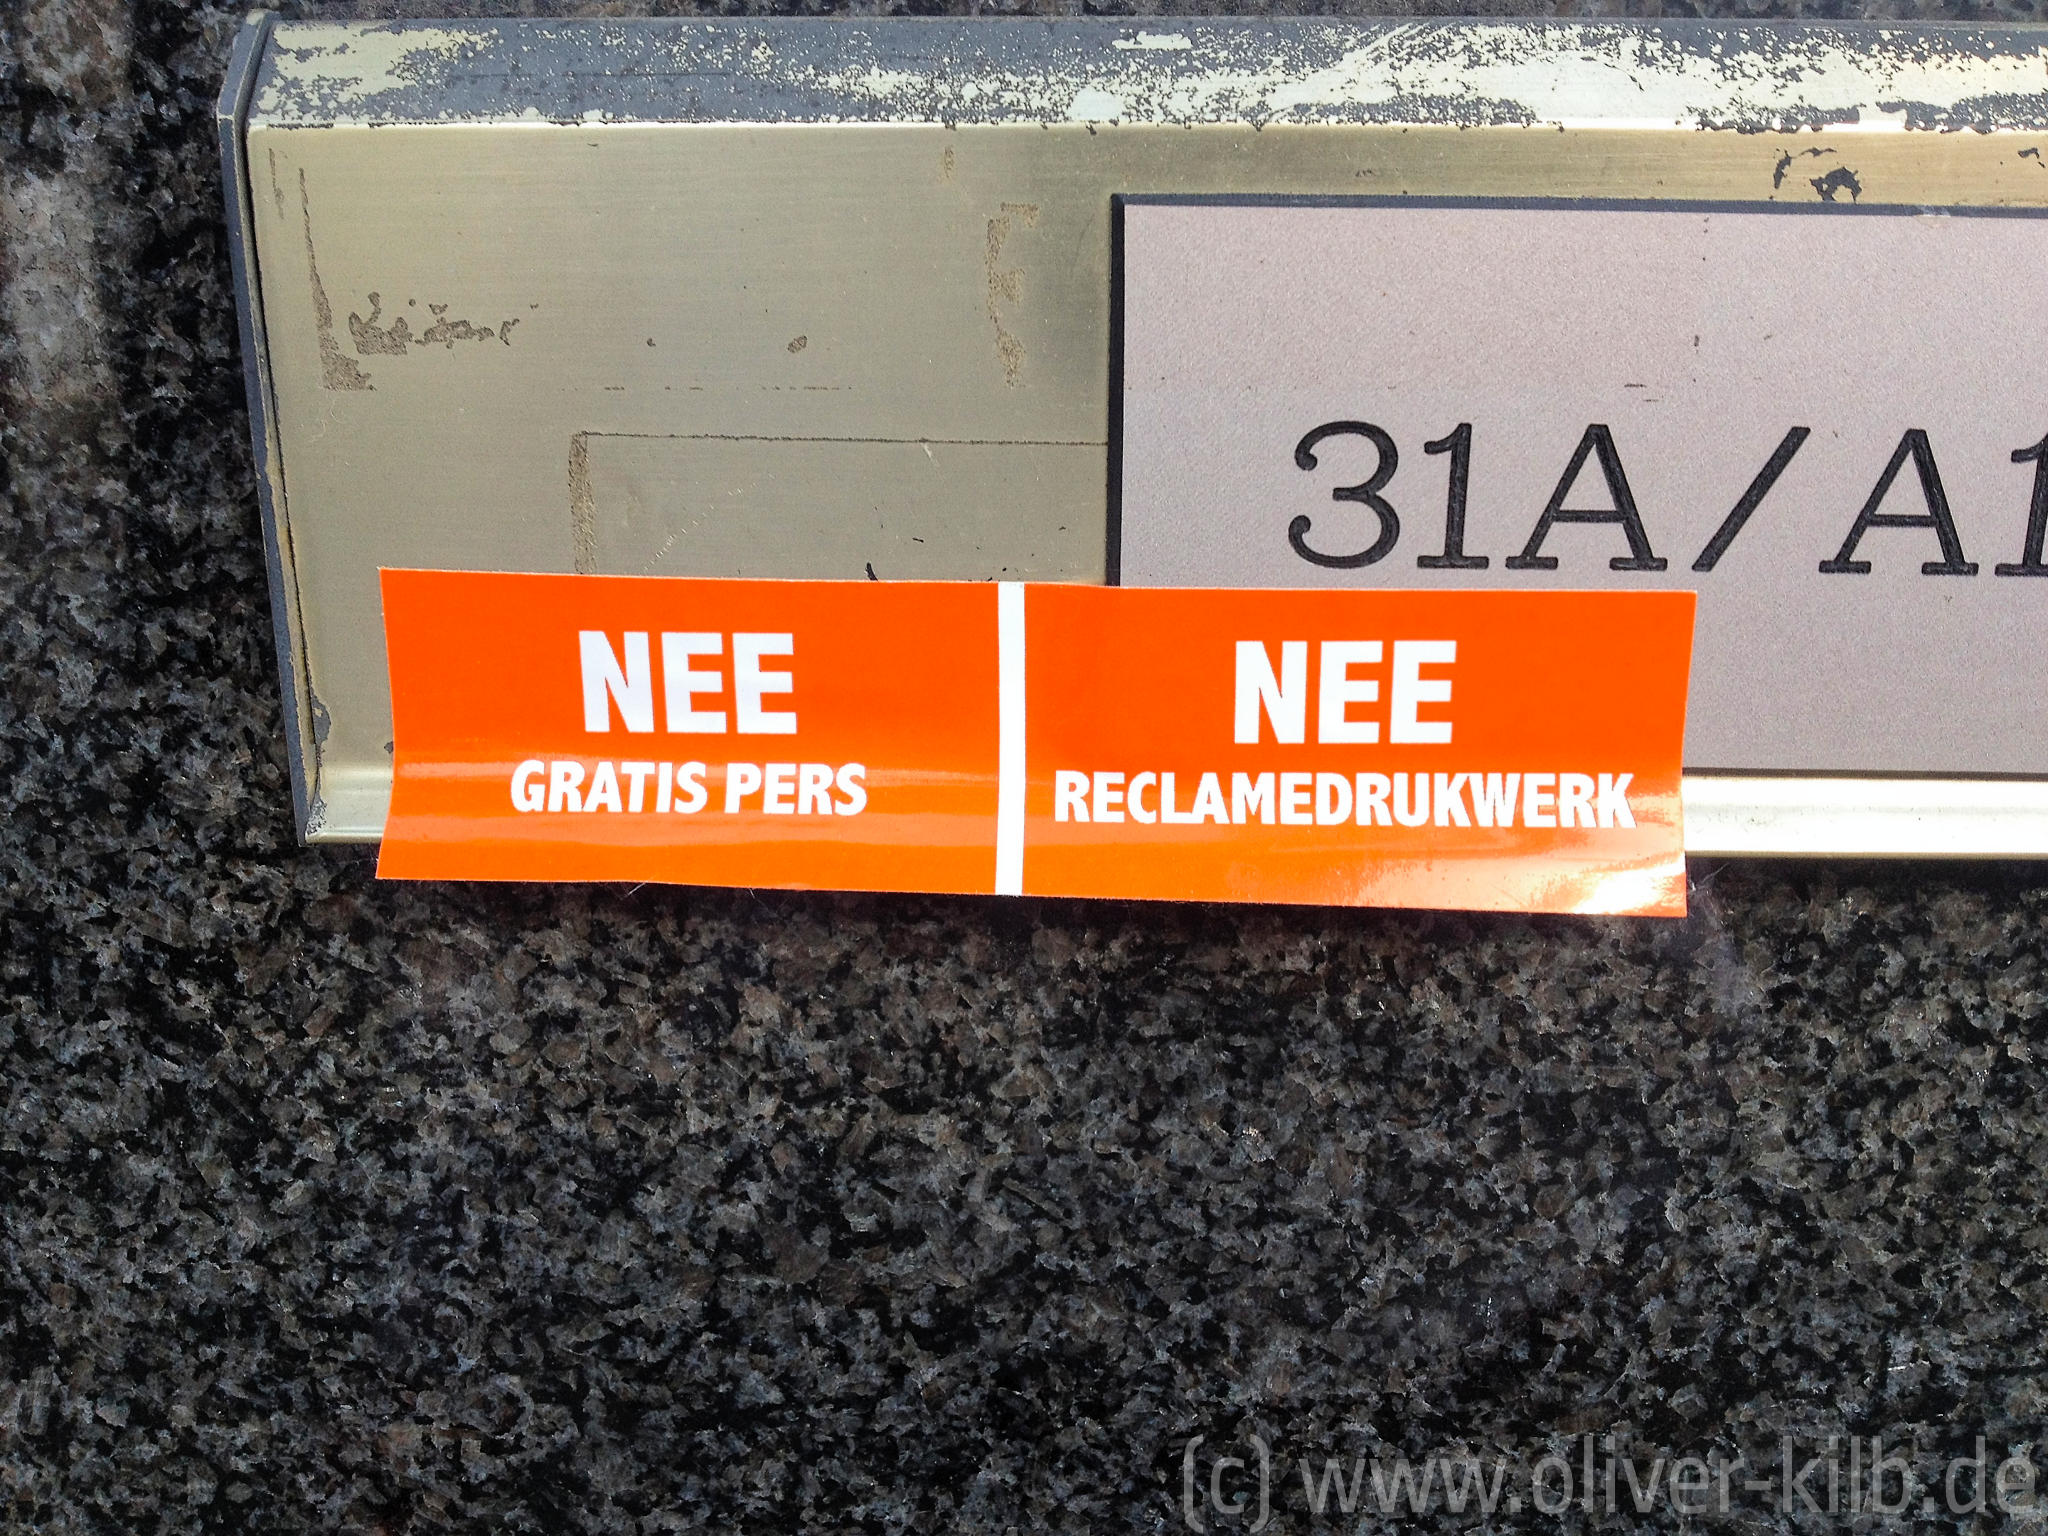 31A/A1
NEE
GRATIS PERS
NEE
RECLAMEDRUKWERK
(c) www.oliver-kilb.de